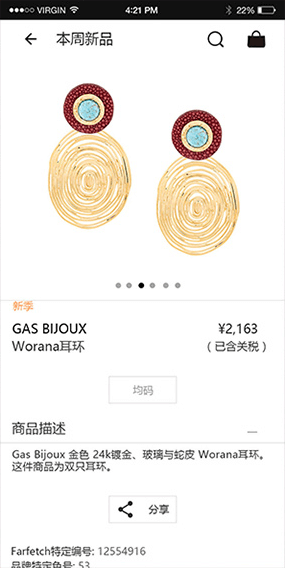 VIRGIN 4:21 PM 22%
本周新品
新季
GAS BIJOUX ¥2,163
Worana耳环 (已含关税)
均码
商品描述
Gas Bijoux 金色 24k镀金、玻璃与蛇皮 Worana耳环。
这件商品为双只耳环。
分享
Farfetch特定编号: 12554916
品牌特定色号: 53